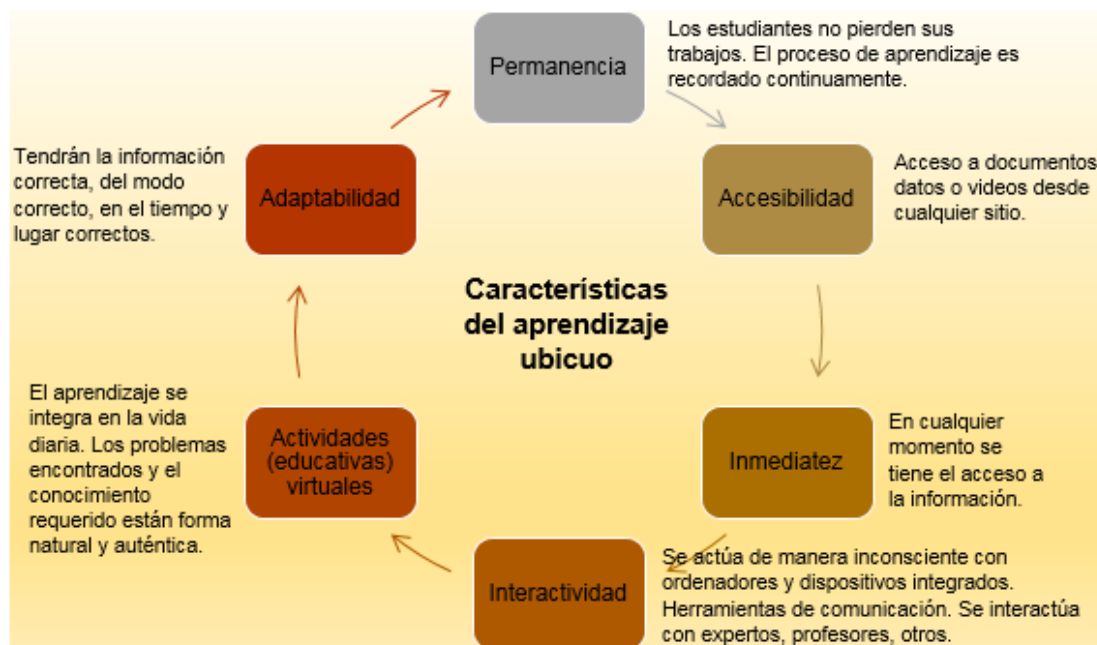 Permanencia
Los estudiantes no pierden sus
trabajos. El proceso de aprendizaje es
recordado continuamente.
Accesibilidad
Acceso a documentos
datos o videos desde
cualquier sitio.
Inmediatez
En cualquier
momento se
tiene el acceso a
la información.
Interactividad
Se actúa de manera inconsciente con
ordenadores y dispositivos integrados.
Herramientas de comunicación. Se interactúa
con expertos, profesores, otros.
Actividades
(educativas)
virtuales
El aprendizaje se
integra en la vida
diaria. Los problemas
encontrados y el
conocimiento
requerido están forma
natural y auténtica.
Adaptabilidad
Tendrán la información
correcta, del modo
correcto, en el tiempo y
lugar correctos.
Características
del aprendizaje
ubicuo